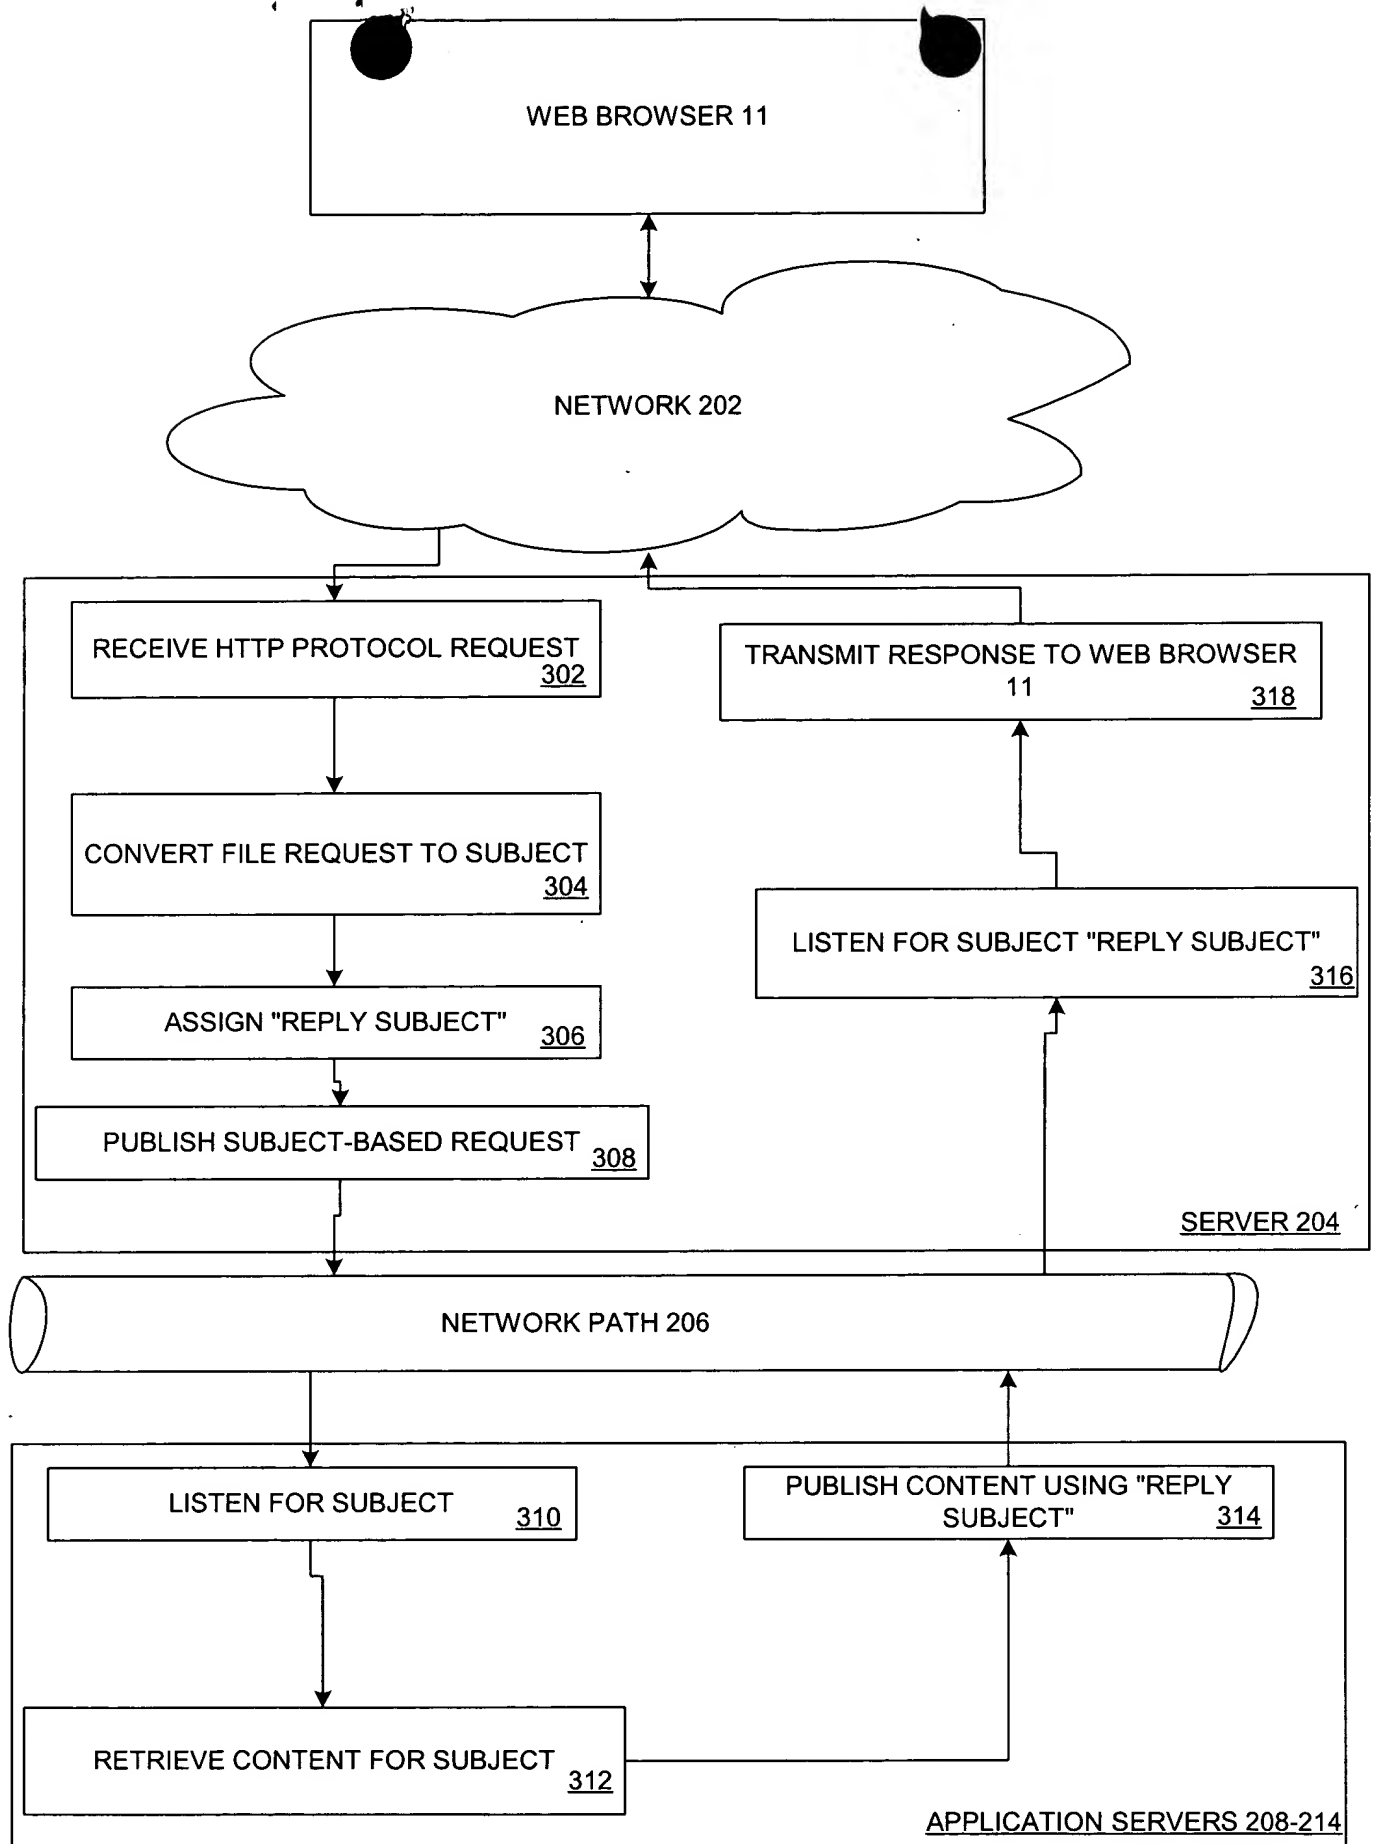 WEB BROWSER 11
NETWORK 202
RECEIVE HTTP PROTOCOL REQUEST
302
CONVERT FILE REQUEST TO SUBJECT
304
ASSIGN "REPLY SUBJECT"
306
PUBLISH SUBJECT-BASED REQUEST
308
TRANSMIT RESPONSE TO WEB BROWSER
11
318
LISTEN FOR SUBJECT "REPLY SUBJECT"
316
SERVER 204
NETWORK PATH 206
LISTEN FOR SUBJECT
310
RETRIEVE CONTENT FOR SUBJECT
312
PUBLISH CONTENT USING "REPLY
SUBJECT"
314
APPLICATION SERVERS 208-214